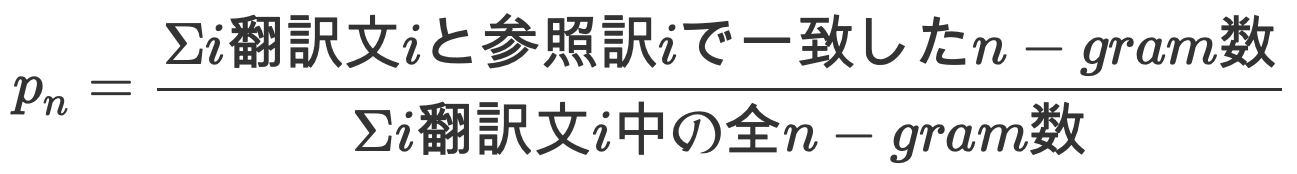 Σi翻訳文iと参照訳iで一致したn − gram数
pn =
Σi翻訳文i中の全n − gram数